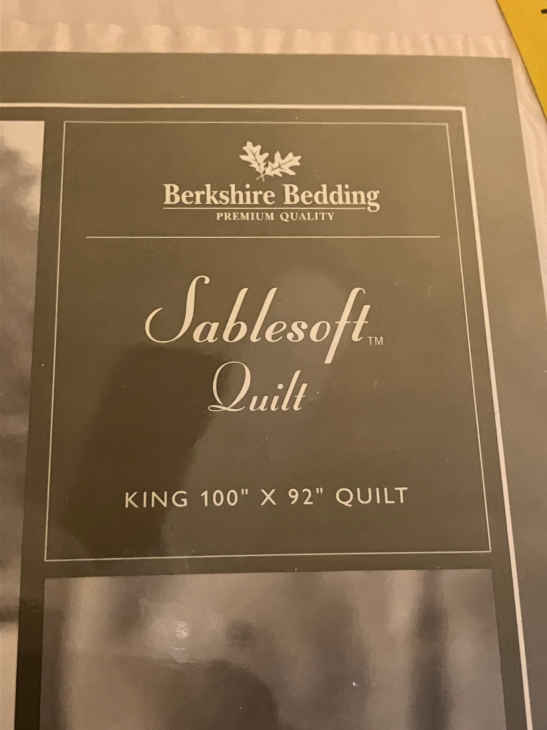 Berkshire Bedding
PREMIUM QUALITY
Sablesoft™
Quilt
KING 100" X 92" QUILT